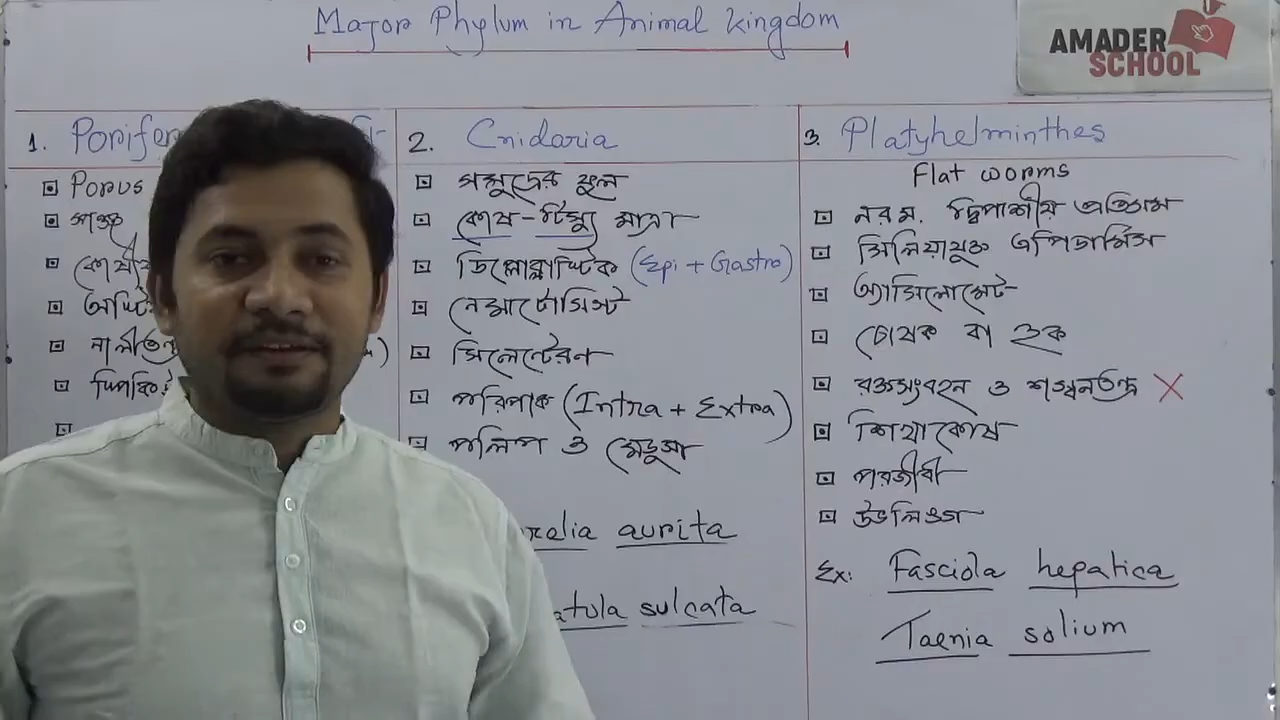 Major Phylum in Animal Kingdom
AMADER
SCHOOL
1.
Porus
2. Cnidaria
সমুদ্রের ফুল
কোষ-টিস্যু মাত্রা
ডিপ্লোব্লাস্টিক (Epi + Gastro)
নেমাটোসিস্ট
সিলেন্টেরন
পরিপাক (Intra + Extra)
পলিপ ও মেডুসা
aurita
sulcata
3. Platyhelminthes
Flat worms
নরম. দ্বিপার্শীয় প্রতিসম
সিলিয়াযুক্ত এপিডার্মিস
অ্যাসিলোমেট
চোষক বা হুক
রক্তসংবহন ও শ্বসনতন্ত্র X
শিখাকোষ
পরজীবী
উভলিঙ্গ
Ex: Fasciola hepatica
Taenia solium